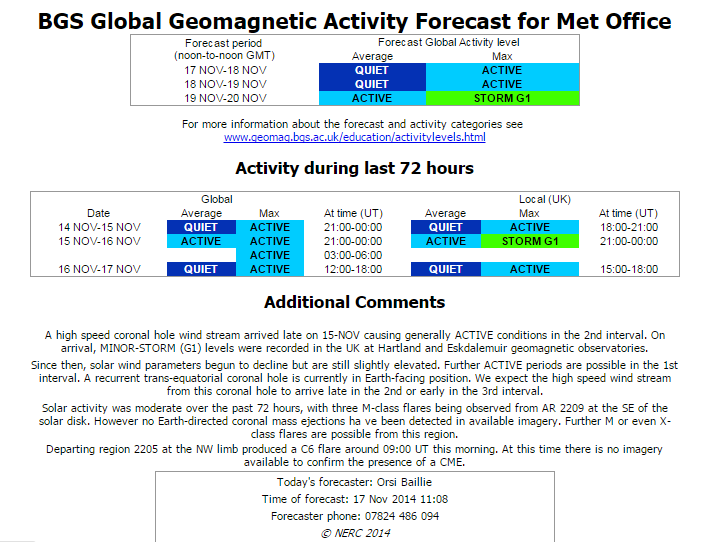 BGS Global Geomagnetic Activity Forecast for Met Office
Forecast period Forecast Global Activity level
(noon-to-noon GMT) Average Max
17 NOV-18 NOV QUIET ACTIVE
18 NOV-19 NOV QUIET ACTIVE
19 NOV-20 NOV ACTIVE STORM G1
For more information about the forecast and activity categories see
www.geomag.bgs.ac.uk/education/activitylevels.html
Activity during last 72 hours
Global Local (UK)
Date Average Max At time (UT) Average Max At time (UT)
14 NOV-15 NOV QUIET ACTIVE 21:00-00:00 QUIET ACTIVE 18:00-21:00
15 NOV-16 NOV ACTIVE ACTIVE 21:00-00:00 ACTIVE STORM G1 21:00-00:00
ACTIVE 03:00-06:00
16 NOV-17 NOV QUIET ACTIVE 12:00-18:00 QUIET ACTIVE 15:00-18:00
Additional Comments
A high speed coronal hole wind stream arrived late on 15-NOV causing generally ACTIVE conditions in the 2nd interval. On
arrival, MINOR-STORM (G1) levels were recorded in the UK at Hartland and Eskdalemuir geomagnetic observatories.
Since then, solar wind parameters begun to decline but are still slightly elevated. Further ACTIVE periods are possible in the 1st
interval. A recurrent trans-equatorial coronal hole is currently in Earth-facing position. We expect the high speed wind stream
from this coronal hole to arrive late in the 2nd or early in the 3rd interval.
Solar activity was moderate over the past 72 hours, with three M-class flares being observed from AR 2209 at the SE of the
solar disk. However no Earth-directed coronal mass ejections ha ve been detected in available imagery. Further M or even X-
class flares are possible from this region.
Departing region 2205 at the NW limb produced a C6 flare around 09:00 UT this morning. At this time there is no imagery
available to confirm the presence of a CME.
Today's forecaster: Orsi Baillie
Time of forecast: 17 Nov 2014 11:08
Forecaster phone: 07824 486 094
© NERC 2014